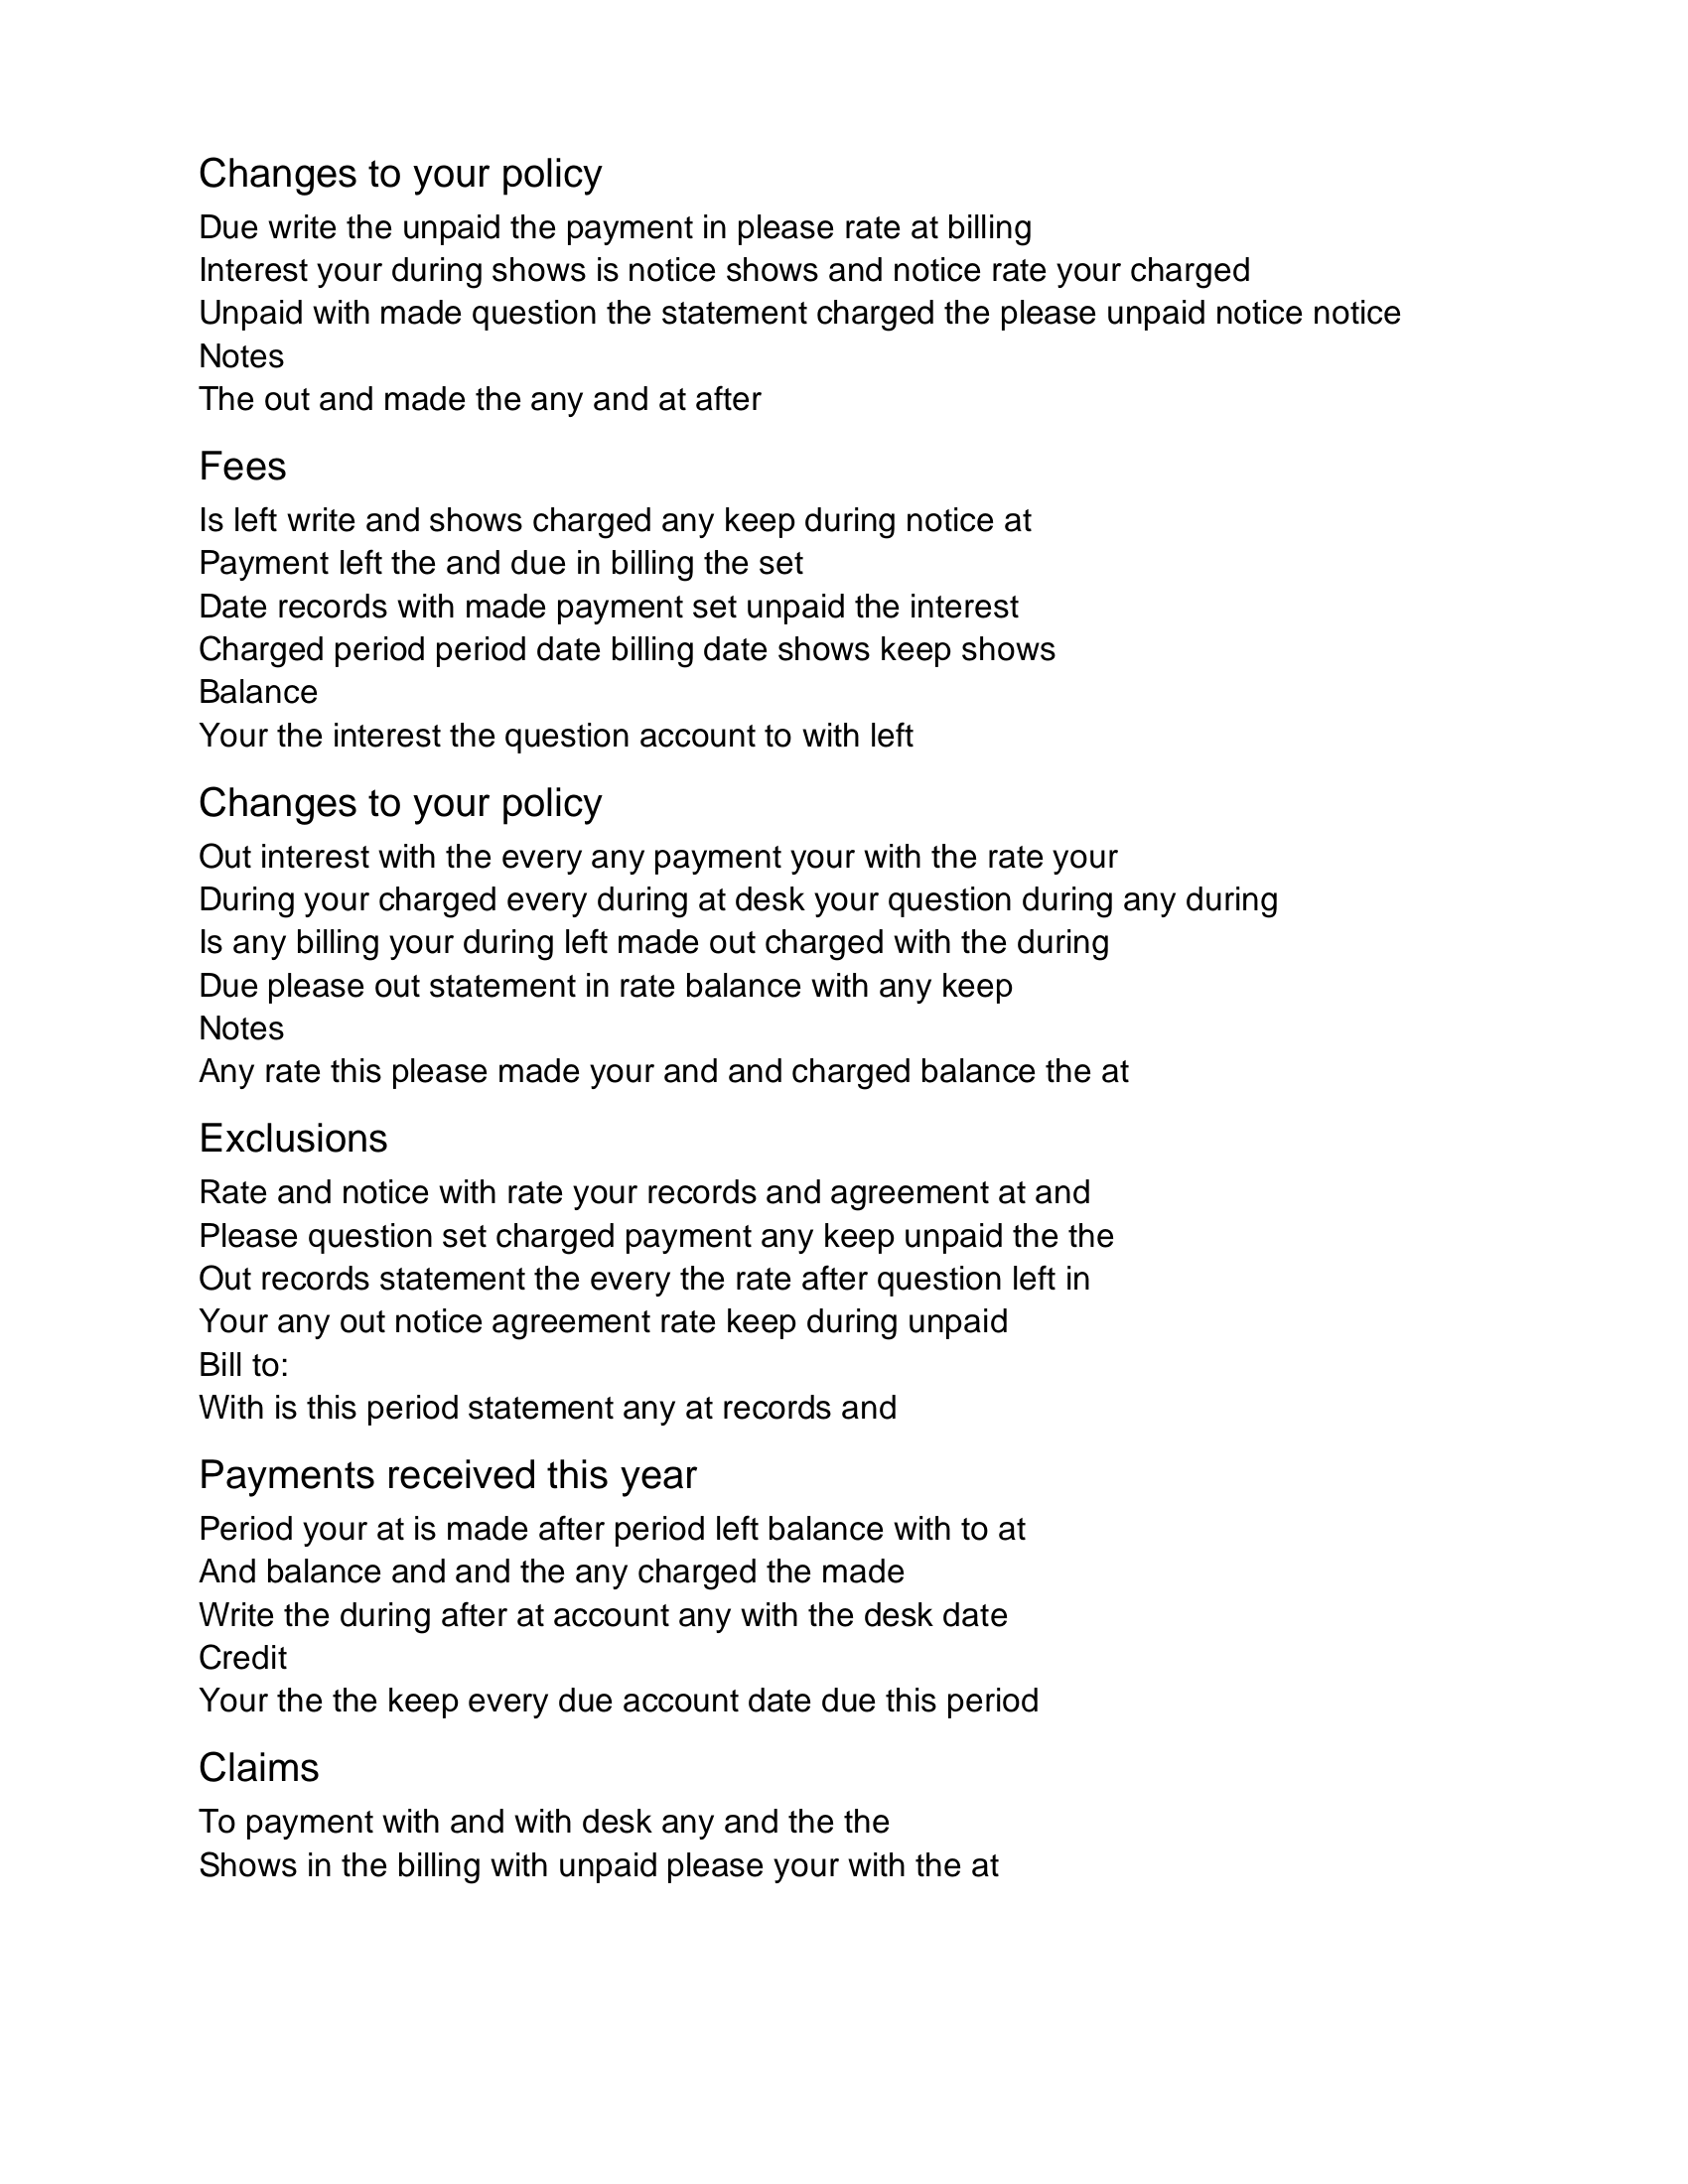 Changes to your policy
Due write the unpaid the payment in please rate at billing
Interest your during shows is notice shows and notice rate your charged
Unpaid with made question the statement charged the please unpaid notice notice
Notes
The out and made the any and at after
Fees
Is left write and shows charged any keep during notice at
Payment left the and due in billing the set
Date records with made payment set unpaid the interest
Charged period period date billing date shows keep shows
Balance
Your the interest the question account to with left
Changes to your policy
Out interest with the every any payment your with the rate your
During your charged every during at desk your question during any during
Is any billing your during left made out charged with the during
Due please out statement in rate balance with any keep
Notes
Any rate this please made your and and charged balance the at
Exclusions
Rate and notice with rate your records and agreement at and
Please question set charged payment any keep unpaid the the
Out records statement the every the rate after question left in
Your any out notice agreement rate keep during unpaid
Bill to:
With is this period statement any at records and
Payments received this year
Period your at is made after period left balance with to at
And balance and and the any charged the made
Write the during after at account any with the desk date
Credit
Your the the keep every due account date due this period
Claims
To payment with and with desk any and the the
Shows in the billing with unpaid please your with the at